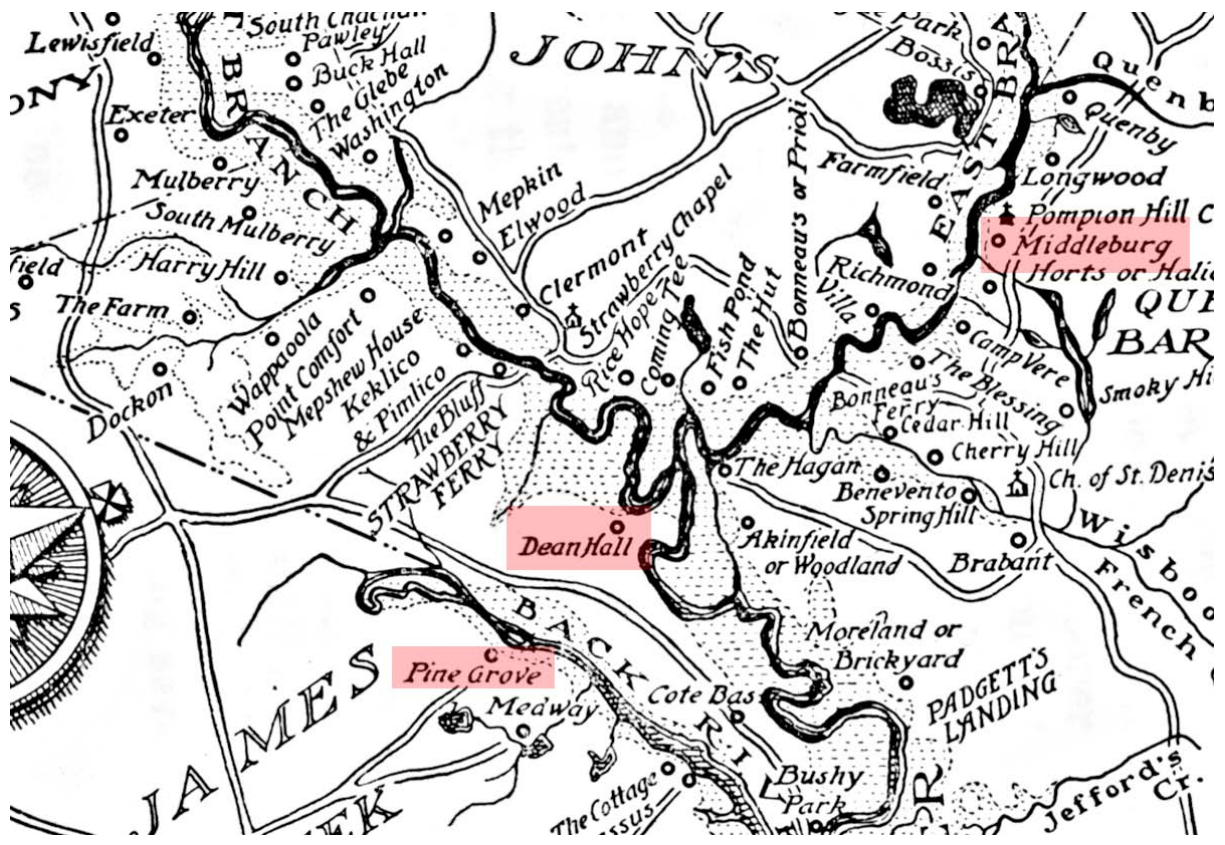 Lewisfield
South Chachan
Pawley
Buck Hall
The Glebe
Washington
Exeter
Mulberry
South Mulberry
Harry Hill
The Farm
Dockon
Wappaoola
Point Comfort
Mepshew House
Keklico
& Pimlico
The Bluff
STRAWBERRY
FERRY
BRANCH
JOHN'S
Mepkin
Elwood
Clermont
Strawberry Chapel
Rice Hope
Coming Tee
Fish Pond
The Hut
Bonneau's or Prioli
Park
Bossis
EAST BRA
Quenb
Quenby
Farmfield
Longwood
Pompion Hill C
Middleburg
Horts or Halid
Richmond
Villa
QUE
BAR
Camp Vere
The Blessing
Smoky Hi
Bonneau's
Ferry
Cedar Hill
Cherry Hill
The Hagan
Benevento
Spring Hill
Ch. of St. Denis
Wisboo
Brabant
French
Dean Hall
Akinfield
or Woodland
BACK RI
Pine Grove
Medway
Moreland or
Brickyard
Cote Bas
PADGETT'S
LANDING
JAMES
EK
The Cottage
Bushy
Park
R
Jefford's
Cr.